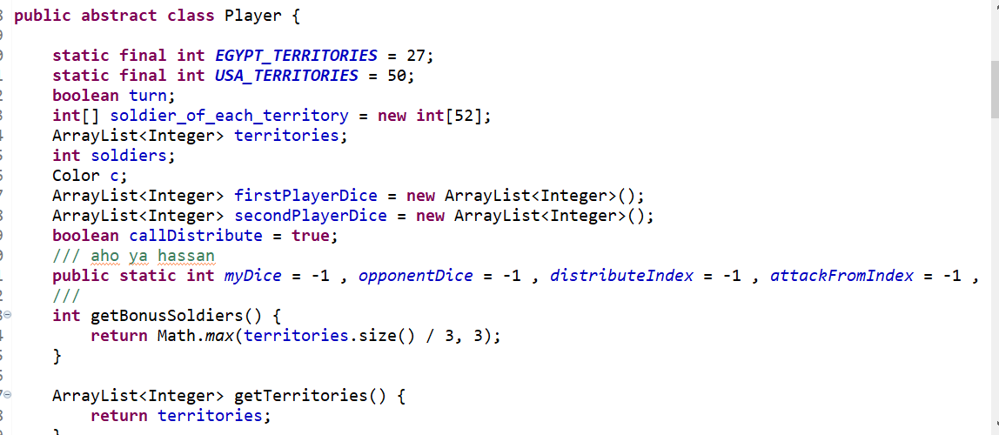 public abstract class Player {
static final int EGYPT_TERRITORIES = 27;
static final int USA_TERRITORIES = 50;
boolean turn;
int[] soldier_of_each_territory = new int[52];
ArrayList<Integer> territories;
int soldiers;
Color c;
ArrayList<Integer> firstPlayerDice = new ArrayList<Integer>();
ArrayList<Integer> secondPlayerDice = new ArrayList<Integer>();
boolean callDistribute = true;
/// aho ya hassan
public static int myDice = -1 , opponentDice = -1 , distributeIndex = -1 , attackFromIndex = -1 ,
///
int getBonusSoldiers() {
return Math.max(territories.size() / 3, 3);
}
ArrayList<Integer> getTerritories() {
return territories;
}